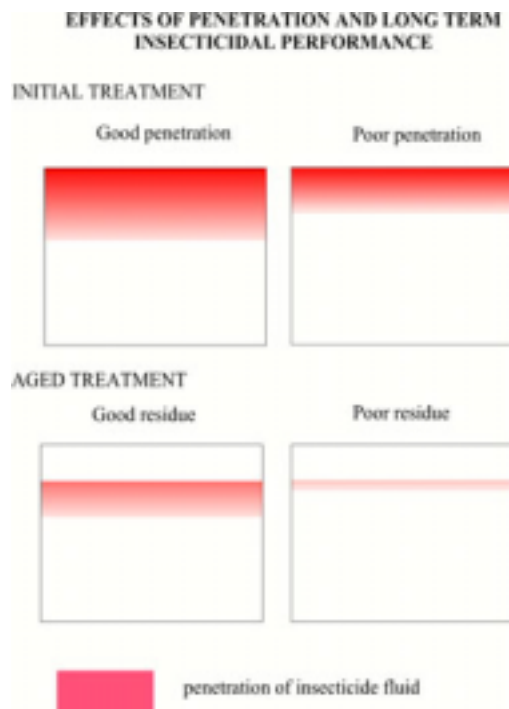 EFFECTS OF PENETRATION AND LONG TERM
INSECTICIDAL PERFORMANCE
INITIAL TREATMENT
Good penetration
Poor penetration
AGED TREATMENT
Good residue
Poor residue
penetration of insecticide fluid